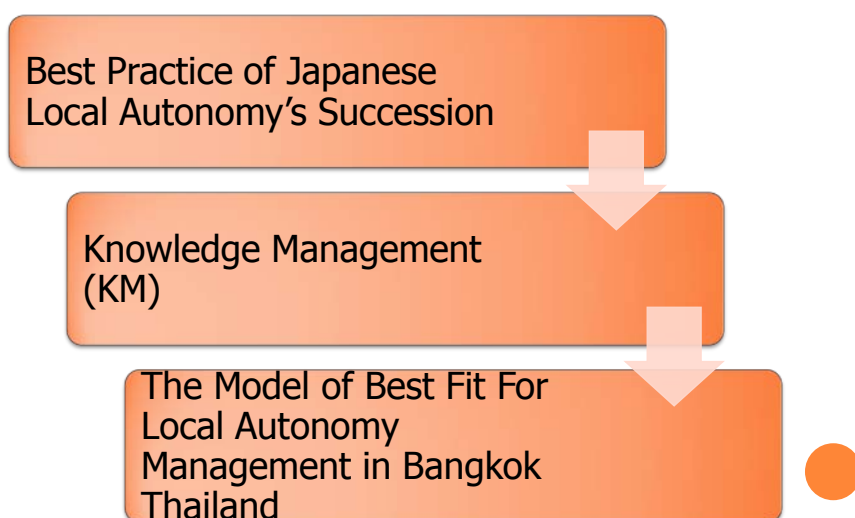 Best Practice of Japanese
Local Autonomy’s Succession
Knowledge Management
(KM)
The Model of Best Fit For
Local Autonomy
Management in Bangkok
Thailand